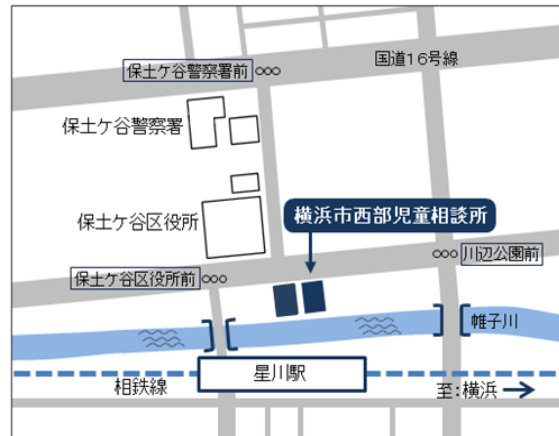 国道16号線
保土ケ谷警察署前
保土ケ谷警察署
保土ケ谷区役所
横浜市西部児童相談所
川辺公園前
保土ケ谷区役所前
帷子川
星川駅
相鉄線
至:横浜